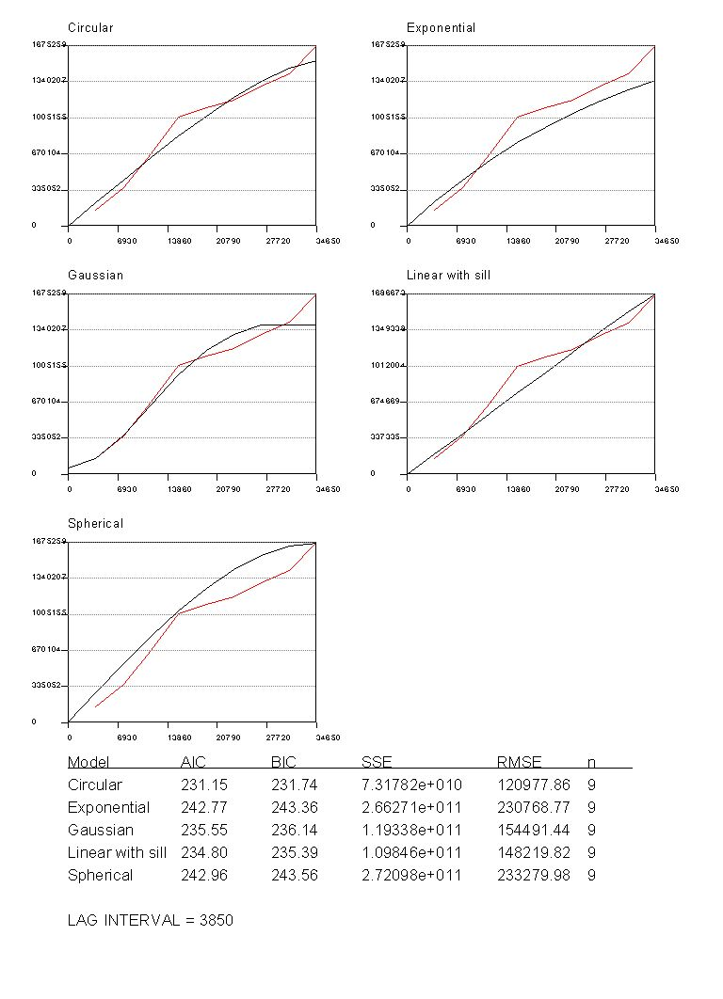 Circular
1675259
1340207
1005155
670104
335052
0
0 6930 13860 20790 27720 34650
Exponential
1675259
1340207
1005155
670104
335052
0
0 6930 13860 20790 27720 34650
Gaussian
1675259
1340207
1005155
670104
335052
0
0 6930 13860 20790 27720 34650
Linear with sill
1686673
1349338
1012004
674669
337335
0
0 6930 13860 20790 27720 34650
Spherical
1675259
1340207
1005155
670104
335052
0
0 6930 13860 20790 27720 34650
Model AIC BIC SSE RMSE n
Circular 231.15 231.74 7.31782e+010 120977.86 9
Exponential 242.77 243.36 2.66271e+011 230768.77 9
Gaussian 235.55 236.14 1.19338e+011 154491.44 9
Linear with sill 234.80 235.39 1.09846e+011 148219.82 9
Spherical 242.96 243.56 2.72098e+011 233279.98 9
LAG INTERVAL = 3850